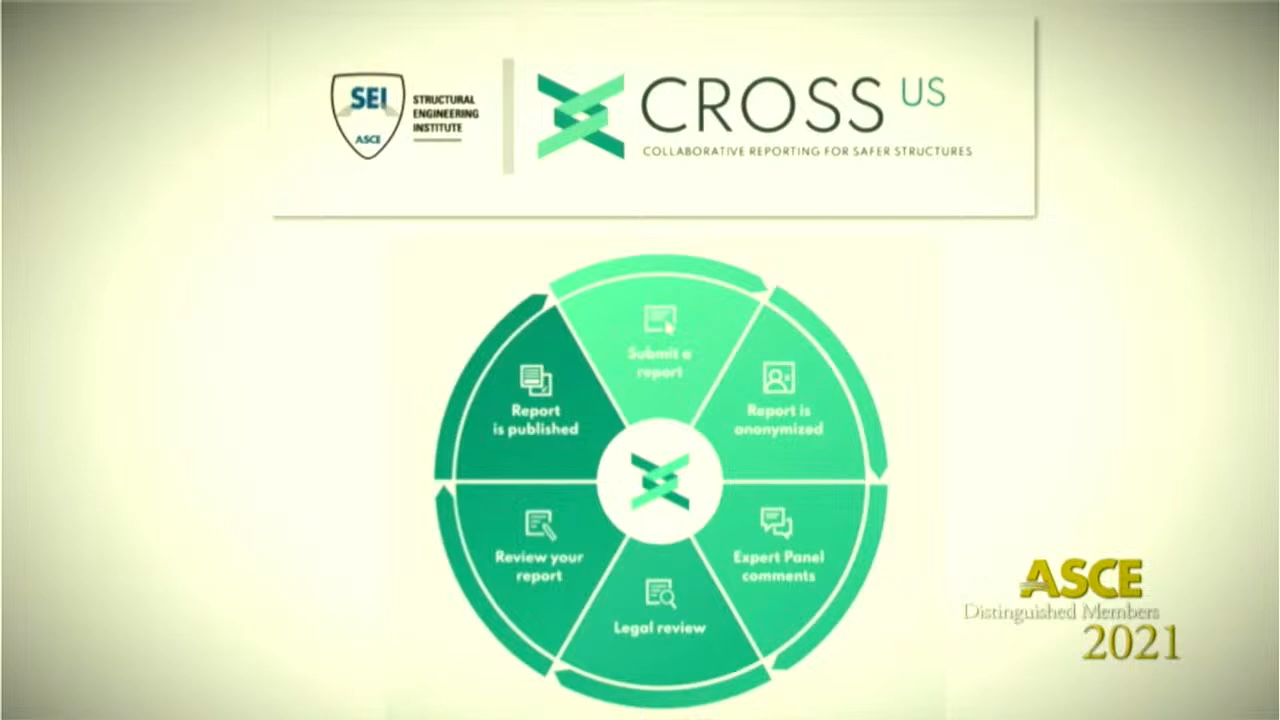 SEI
ASCE
STRUCTURAL
ENGINEERING
INSTITUTE
CROSS US
COLLABORATIVE REPORTING FOR SAFER STRUCTURES
Submit a
report
Report is
anonymized
Expert Panel
comments
Legal review
Review your
report
Report
is published
ASCE
Distinguished Members
2021